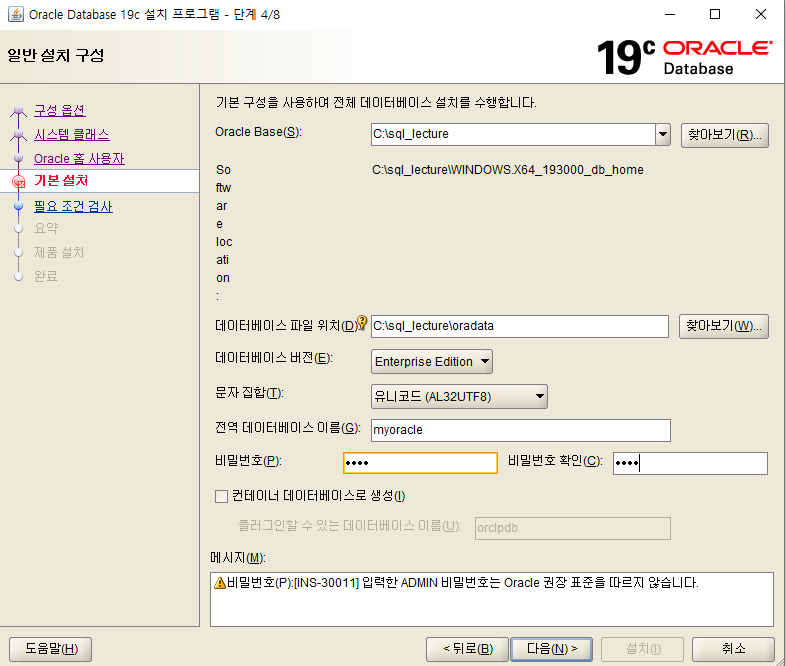 Oracle Database 19c 설치 프로그램 - 단계 4/8
일반 설치 구성
19c ORACLE Database
구성 옵션
시스템 클래스
Oracle 홈 사용자
기본 설치
필요 조건 검사
요약
제품 설치
완료
기본 구성을 사용하여 전체 데이터베이스 설치를 수행합니다.
Oracle Base(S): C:\sql_lecture 찾아보기(R)...
So C:\sql_lecture\WINDOWS.X64_193000_db_home
ftw
ar
e
loc
ati
on
:
데이터베이스 파일 위치(D): C:\sql_lecture\oradata 찾아보기(W)...
데이터베이스 버전(E): Enterprise Edition
문자 집합(T): 유니코드 (AL32UTF8)
전역 데이터베이스 이름(G): myoracle
비밀번호(P): •••• 비밀번호 확인(C): ••••
컨테이너 데이터베이스로 생성(I)
플러그인할 수 있는 데이터베이스 이름(U): orclpdb
메시지(M):
비밀번호(P):[INS-30011] 입력한 ADMIN 비밀번호는 Oracle 권장 표준을 따르지 않습니다.
도움말(H) < 뒤로(B) 다음(N) > 설치(I) 취소